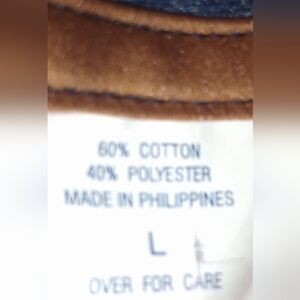 60% COTTON
40% POLYESTER
MADE IN PHILIPPINES
L
OVER FOR CARE